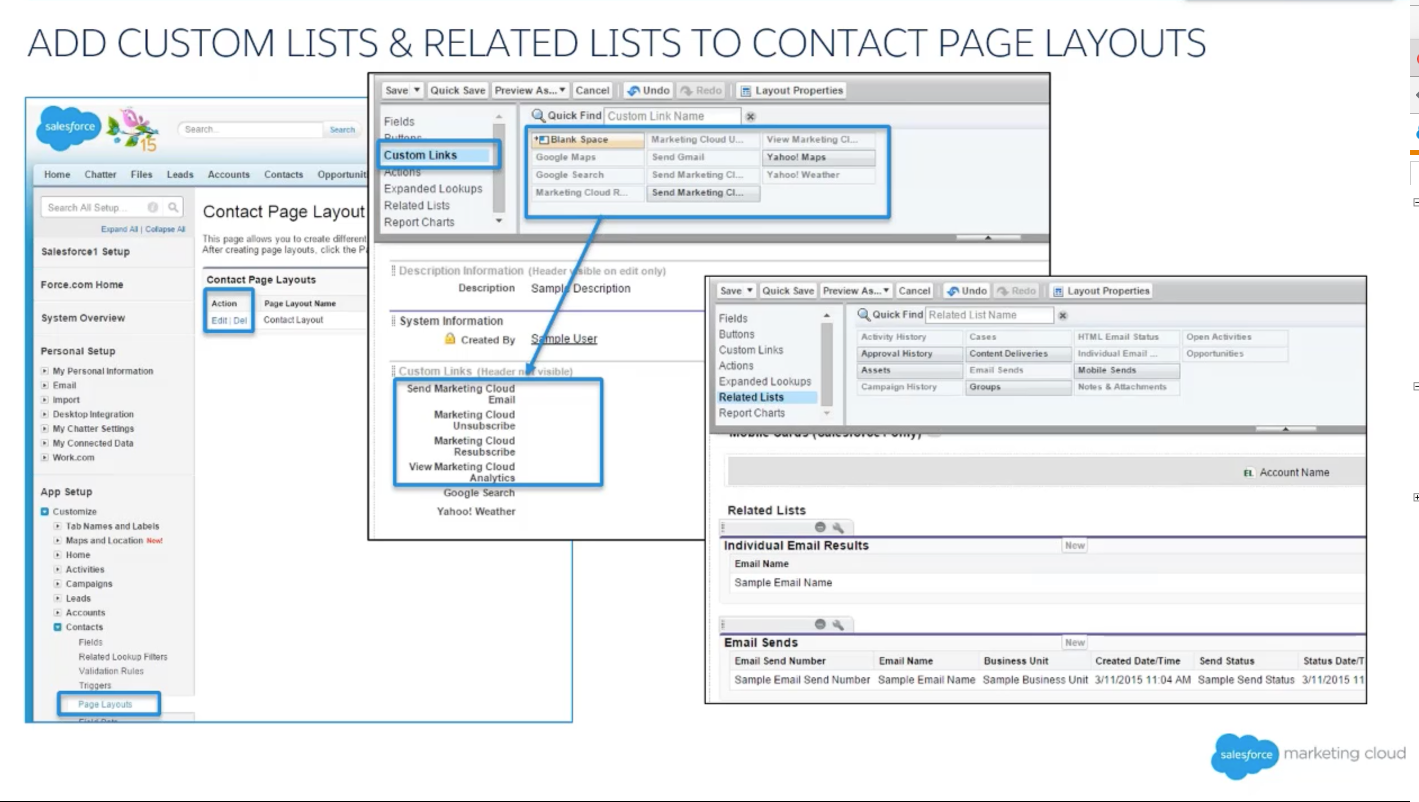 ADD CUSTOM LISTS & RELATED LISTS TO CONTACT PAGE LAYOUTS
salesforce
15
Search...
Search
Home Chatter Files Leads Accounts Contacts Opportunit
Search All Setup...
Expand All | Collapse All
Salesforce1 Setup
Force.com Home
System Overview
Personal Setup
My Personal Information
Email
Import
Desktop Integration
My Chatter Settings
My Connected Data
Work.com
App Setup
Customize
Tab Names and Labels
Maps and Location New!
Home
Activities
Campaigns
Leads
Accounts
Contacts
Fields
Related Lookup Filters
Validation Rules
Triggers
Page Layouts
Contact Page Layout
This page allows you to create different
After creating page layouts, click the Pa
Contact Page Layouts
Action Page Layout Name
Edit | Del Contact Layout
Save Quick Save Preview As... Cancel Undo Redo Layout Properties
Fields
Buttons
Custom Links
Actions
Expanded Lookups
Related Lists
Report Charts
Quick Find Custom Link Name
Blank Space Marketing Cloud U... View Marketing Cl...
Google Maps Send Gmail Yahoo! Maps
Google Search Send Marketing Cl... Yahoo! Weather
Marketing Cloud R... Send Marketing Cl...
Description Information (Header visible on edit only)
Description Sample Description
System Information
Created By Sample User
Custom Links (Header not visible)
Send Marketing Cloud
Email
Marketing Cloud
Unsubscribe
Marketing Cloud
Resubscribe
View Marketing Cloud
Analytics
Google Search
Yahoo! Weather
Save Quick Save Preview As... Cancel Undo Redo Layout Properties
Fields
Buttons
Custom Links
Actions
Expanded Lookups
Related Lists
Report Charts
Quick Find Related List Name
Activity History Cases HTML Email Status Open Activities
Approval History Content Deliveries Individual Email ... Opportunities
Assets Email Sends Mobile Sends
Campaign History Groups Notes & Attachments
Mobile Cards (Salesforce1 Only)
EL Account Name
Related Lists
Individual Email Results New
Email Name
Sample Email Name
Email Sends New
Email Send Number Email Name Business Unit Created Date/Time Send Status Status Date/T
Sample Email Send Number Sample Email Name Sample Business Unit 3/11/2015 11:04 AM Sample Send Status 3/11/2015 11
salesforce marketing cloud